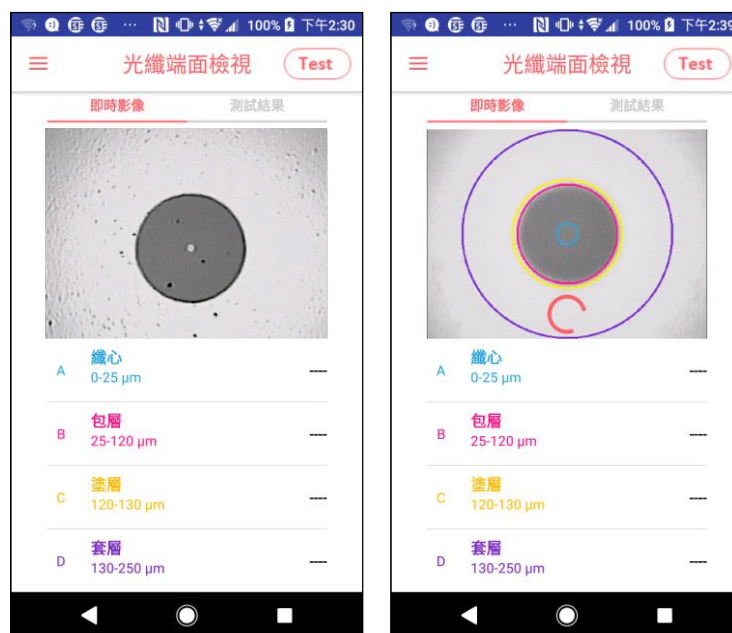 100% 下午2:30
光纖端面檢視 Test
即時影像 測試結果
A 纖心 ----
0-25 µm
B 包層 ----
25-120 µm
C 塗層 ----
120-130 µm
D 套層 ----
130-250 µm
100% 下午2:39
光纖端面檢視 Test
即時影像 測試結果
A 纖心 ----
0-25 µm
B 包層 ----
25-120 µm
C 塗層 ----
120-130 µm
D 套層 ----
130-250 µm